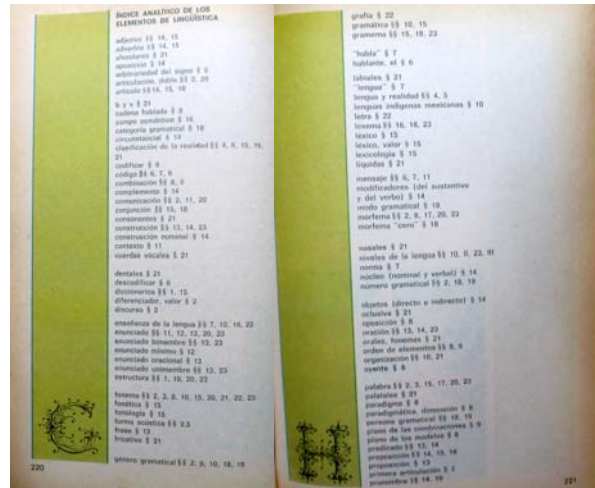 ÍNDICE ANALÍTICO DE LOS
ELEMENTOS DE LINGÜÍSTICA
adjetivo §§ 14, 15
adverbio §§ 14, 15
alveolares § 21
aposición § 14
arbitrariedad del signo § 5
articulación, doble §§ 2, 20
artículo §§ 14, 15, 18
b y v § 21
cadena hablada § 9
campo semántico § 16
categoría gramatical § 18
circunstancial § 14
clasificación de la realidad §§ 4, 6, 10, 16,
21
codificar § 6
código §§ 6, 7, 9
combinación §§ 8, 9
complemento § 14
comunicación §§ 2, 11, 20
conjunción §§ 15, 18
consonantes § 21
construcción §§ 13, 14, 23
construcción nominal § 14
contexto § 11
cuerdas vocales § 21
dentales § 21
descodificar § 6
diccionarios §§ 1, 15
diferenciador, valor § 2
discurso § 2
enseñanza de la lengua §§ 7, 10, 16, 22
enunciado §§ 11, 12, 13, 20, 23
enunciado bimembre §§ 13, 23
enunciado mínimo § 12
enunciado oracional § 13
enunciado unimembre §§ 13, 23
estructura §§ 1, 10, 20, 23
fonema §§ 2, 3, 8, 10, 15, 20, 21, 22, 23
fonética § 15
fonología § 15
forma acústica §§ 3,5
frase § 13
fricativa § 21
G
género gramatical §§ 2, 6, 10, 18, 19
220
grafía § 22
gramática §§ 10, 15
gramema §§ 15, 18, 23
"habla" § 7
hablante, el § 6
labiales § 21
"lengua" § 7
lengua y realidad §§ 4, 5
lenguas indígenas mexicanas § 10
letra § 22
lexema §§ 16, 18, 23
léxico § 15
léxico, valor § 15
lexicología § 15
líquidas § 21
mensaje §§ 6, 7, 11
modificadores (del sustantivo
y del verbo) § 14
modo gramatical § 18
morfema §§ 2, 8, 17, 20, 23
morfema "cero" § 18
nasales § 21
niveles de la lengua §§ 10, II, 23, III
norma § 7
núcleo (nominal y verbal) § 14
número gramatical §§ 2, 18, 19
objetos (directo e indirecto) § 14
oclusiva § 21
oposición § 8
oración §§ 13, 14, 23
orales, fonemas § 21
orden de elementos §§ 8, 9
organización §§ 10, 21
oyente § 6
palabra §§ 2, 3, 15, 17, 20, 23
palatales § 21
paradigma § 8
paradigmática, dimensión § 8
persona gramatical §§ 18, 19
plano de las combinaciones § 9
plano de los modelos § 8
predicado §§ 13, 14
preposición §§ 14, 15, 18
proposición § 13
primera articulación § 2
pronombre §§ 14, 19
H
221